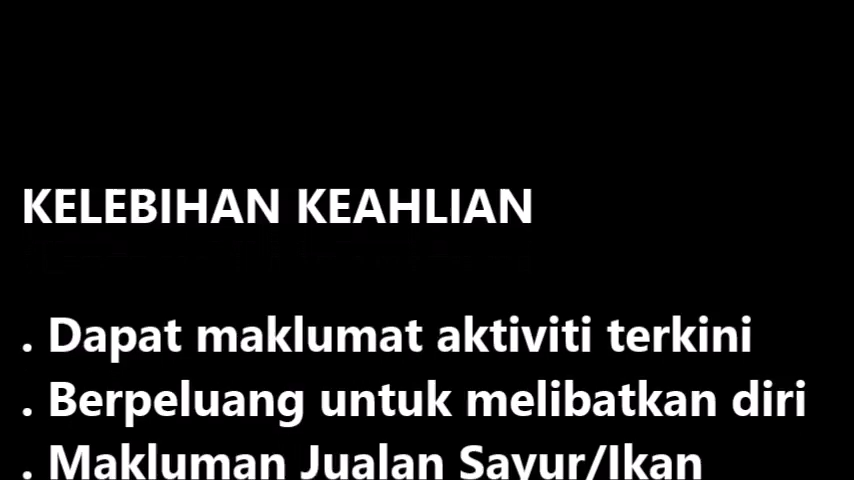 KELEBIHAN KEAHLIAN
. Dapat maklumat aktiviti terkini
. Berpeluang untuk melibatkan diri
. Makluman Jualan Sayur/Ikan